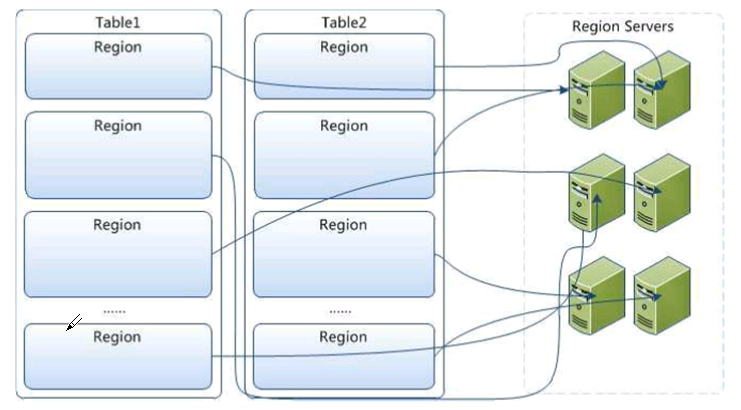 Table1
Region
Region
Region
......
Region
Table2
Region
Region
Region
......
Region
Region Servers